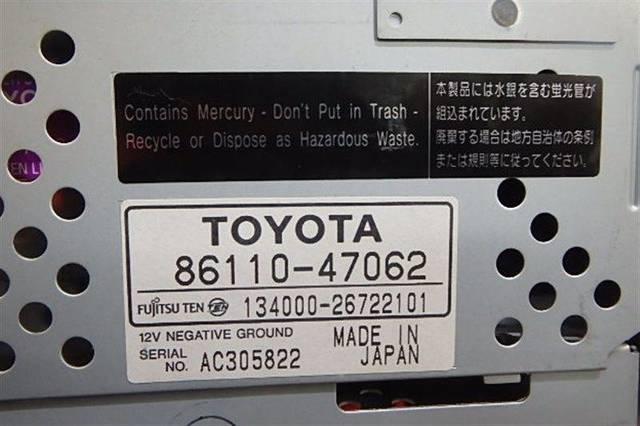 Contains Mercury - Don't Put in Trash -
Recycle or Dispose as Hazardous Waste.
本製品には水銀を含む蛍光管が
組込まれています。
廃棄する場合は地方自治体の条例
または規則等に従ってください。
TOYOTA
86110-47062
FUJITSU TEN TEN 134000-26722101
12V NEGATIVE GROUND
SERIAL NO. AC305822
MADE IN
JAPAN